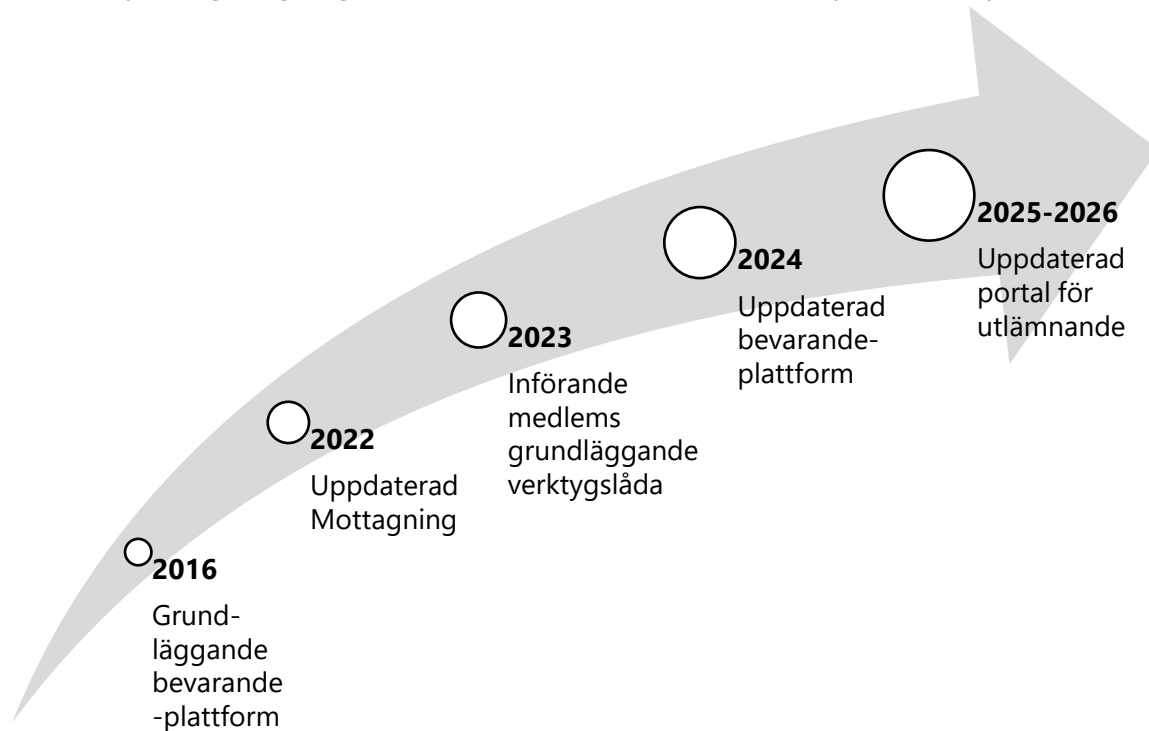 2016
Grund-
läggande
bevarande
-plattform
2022
Uppdaterad
Mottagning
2023
Införande
medlems
grundläggande
verktygslåda
2024
Uppdaterad
bevarande-
plattform
2025-2026
Uppdaterad
portal för
utlämnande